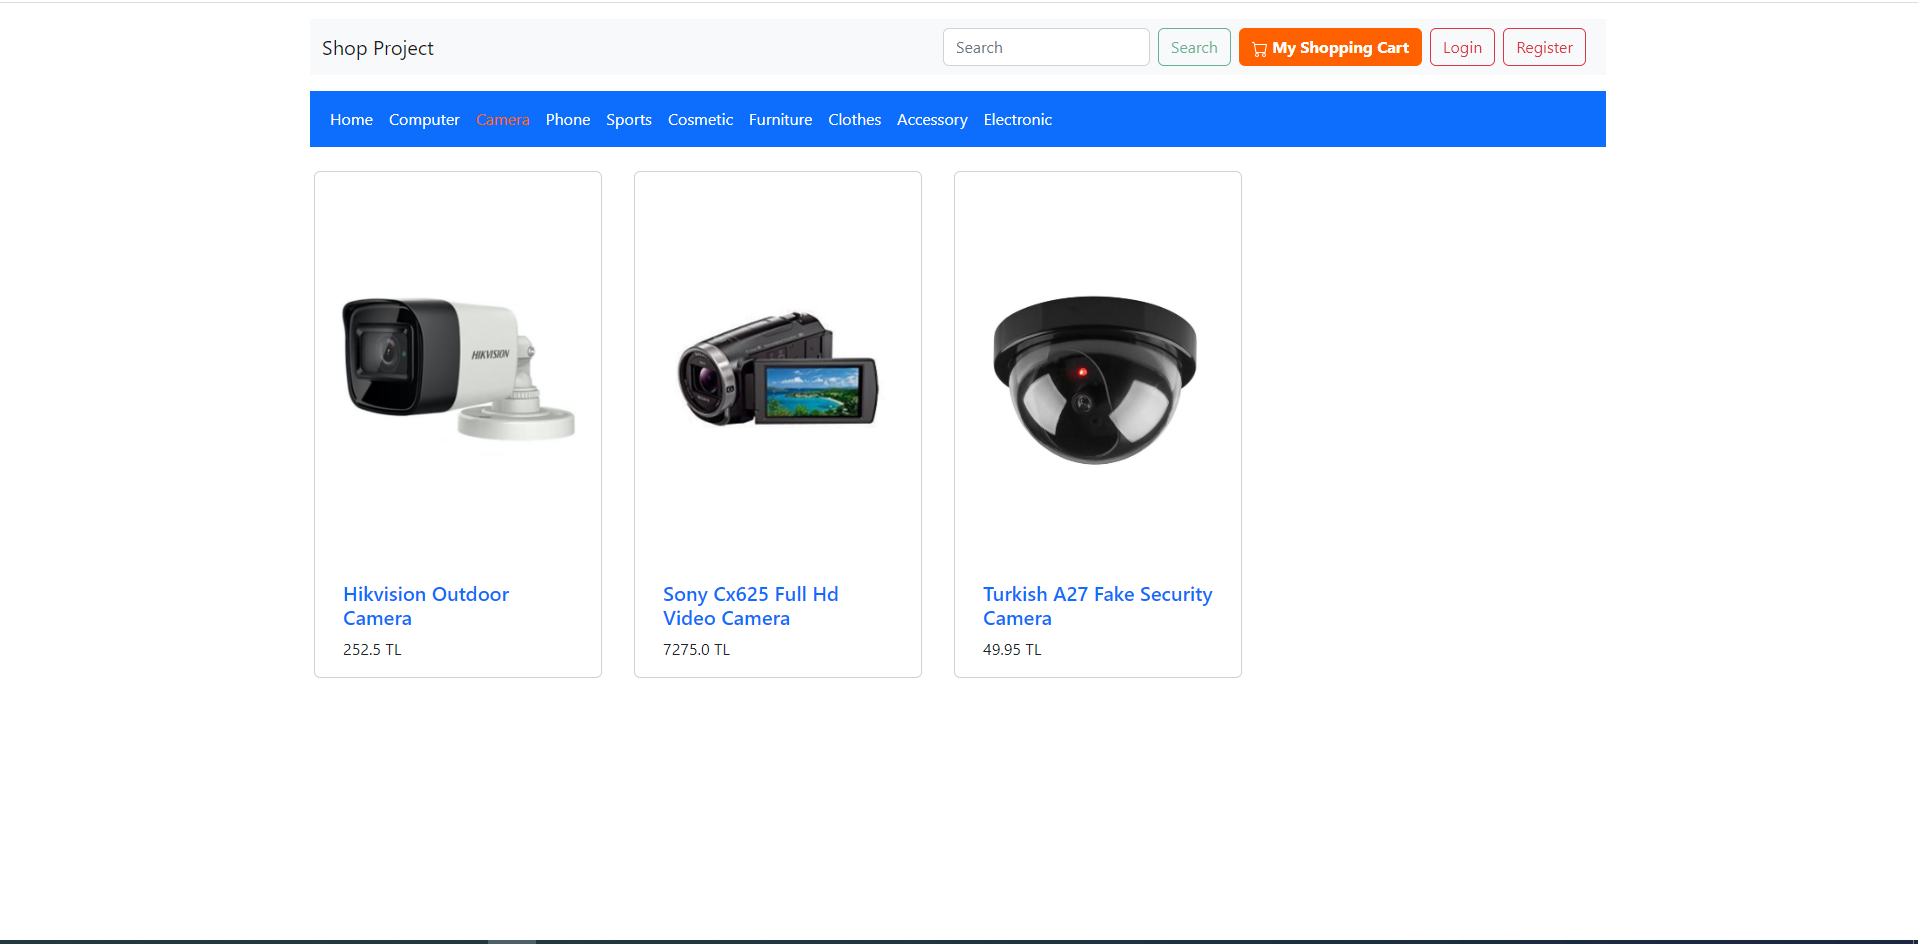 Shop Project
Search
Search
My Shopping Cart
Login
Register
Home Computer Camera Phone Sports Cosmetic Furniture Clothes Accessory Electronic
HIKVISION
Hikvision Outdoor
Camera
252.5 TL
Sony Cx625 Full Hd
Video Camera
7275.0 TL
Turkish A27 Fake Security
Camera
49.95 TL